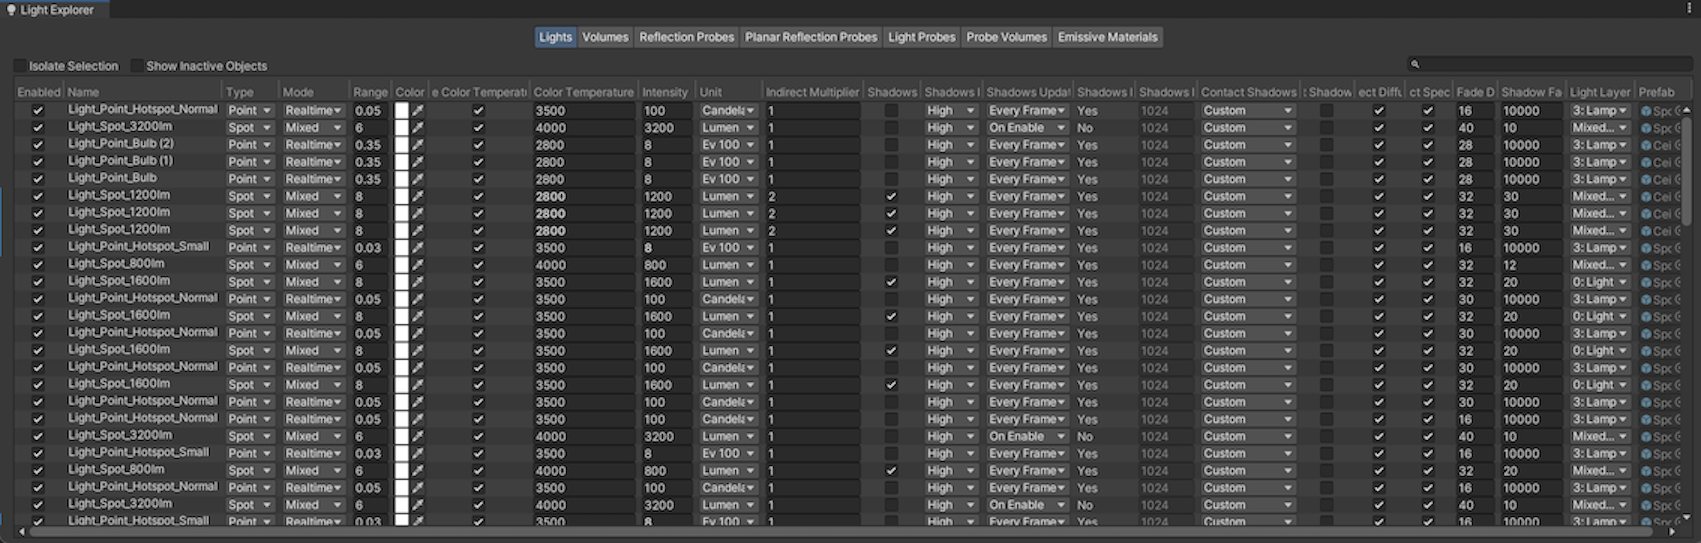 Light Explorer
Lights Volumes Reflection Probes Planar Reflection Probes Light Probes Probe Volumes Emissive Materials
Isolate Selection Show Inactive Objects
Enabled Name Type Mode Range Color e Color Temperati Color Temperature Intensity Unit Indirect Multiplier Shadows Shadows I Shadows Updat Shadows I Shadows I Contact Shadows : Shadow ect Diffu ct Spec Fade D Shadow Fa Light Layer Prefab
Light_Point_Hotspot_Normal Point Realtime 0.05 3500 100 Candela 1 High Every Frame Yes 1024 Custom 16 10000 3: Lamp Spc
Light_Spot_3200lm Spot Mixed 6 4000 3200 Lumen 1 High On Enable No 1024 Custom 40 10 Mixed... Spc
Light_Point_Bulb (2) Point Realtime 0.35 2800 8 Ev 100 1 High Every Frame Yes 1024 Custom 28 10000 3: Lamp Cei
Light_Point_Bulb (1) Point Realtime 0.35 2800 8 Ev 100 1 High Every Frame Yes 1024 Custom 28 10000 3: Lamp Cei
Light_Point_Bulb Point Realtime 0.35 2800 8 Ev 100 1 High Every Frame Yes 1024 Custom 28 10000 3: Lamp Cei
Light_Spot_1200lm Spot Mixed 8 2800 1200 Lumen 2 High Every Frame Yes 1024 Custom 32 30 Mixed... Cei
Light_Spot_1200lm Spot Mixed 8 2800 1200 Lumen 2 High Every Frame Yes 1024 Custom 32 30 Mixed... Cei
Light_Spot_1200lm Spot Mixed 8 2800 1200 Lumen 2 High Every Frame Yes 1024 Custom 32 30 Mixed... Cei
Light_Point_Hotspot_Small Point Realtime 0.03 3500 8 Ev 100 1 High Every Frame Yes 1024 Custom 16 10000 3: Lamp Spc
Light_Spot_800lm Spot Mixed 6 4000 800 Lumen 1 High Every Frame Yes 1024 Custom 32 12 Mixed... Spc
Light_Spot_1600lm Spot Mixed 8 3500 1600 Lumen 1 High Every Frame Yes 1024 Custom 32 20 0: Light Spc
Light_Point_Hotspot_Normal Point Realtime 0.05 3500 100 Candela 1 High Every Frame Yes 1024 Custom 30 10000 3: Lamp Spc
Light_Spot_1600lm Spot Mixed 8 3500 1600 Lumen 1 High Every Frame Yes 1024 Custom 32 20 0: Light Spc
Light_Point_Hotspot_Normal Point Realtime 0.05 3500 100 Candela 1 High Every Frame Yes 1024 Custom 30 10000 3: Lamp Spc
Light_Spot_1600lm Spot Mixed 8 3500 1600 Lumen 1 High Every Frame Yes 1024 Custom 32 20 0: Light Spc
Light_Point_Hotspot_Normal Point Realtime 0.05 3500 100 Candela 1 High Every Frame Yes 1024 Custom 30 10000 3: Lamp Spc
Light_Spot_1600lm Spot Mixed 8 3500 1600 Lumen 1 High Every Frame Yes 1024 Custom 32 20 0: Light Spc
Light_Point_Hotspot_Normal Point Realtime 0.05 3500 100 Candela 1 High Every Frame Yes 1024 Custom 30 10000 3: Lamp Spc
Light_Point_Hotspot_Normal Point Realtime 0.05 3500 100 Candela 1 High Every Frame Yes 1024 Custom 16 10000 3: Lamp Spc
Light_Spot_3200lm Spot Mixed 6 4000 3200 Lumen 1 High On Enable No 1024 Custom 40 10 Mixed... Spc
Light_Point_Hotspot_Small Point Realtime 0.03 3500 8 Ev 100 1 High Every Frame Yes 1024 Custom 16 10000 3: Lamp Spc
Light_Spot_800lm Spot Mixed 6 4000 800 Lumen 1 High Every Frame Yes 1024 Custom 32 20 Mixed... Spc
Light_Point_Hotspot_Normal Point Realtime 0.05 3500 100 Candela 1 High Every Frame Yes 1024 Custom 16 10000 3: Lamp Spc
Light_Spot_3200lm Spot Mixed 6 4000 3200 Lumen 1 High On Enable No 1024 Custom 40 10 Mixed... Spc
Light_Point_Hotspot_Small Point Realtime 0.03 3500 8 Ev 100 1 High Every Frame Yes 1024 Custom 16 10000 3: Lamp Spc